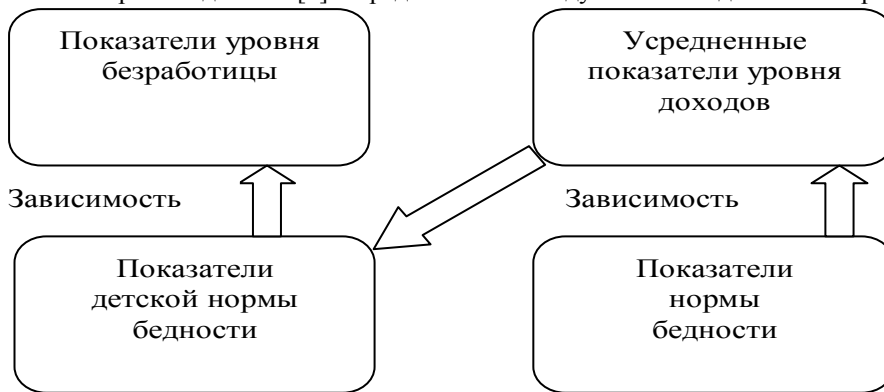 Показатели уровня
безработицы
Усредненные
показатели уровня
доходов
Зависимость
Зависимость
Показатели
детской нормы
бедности
Показатели
нормы
бедности